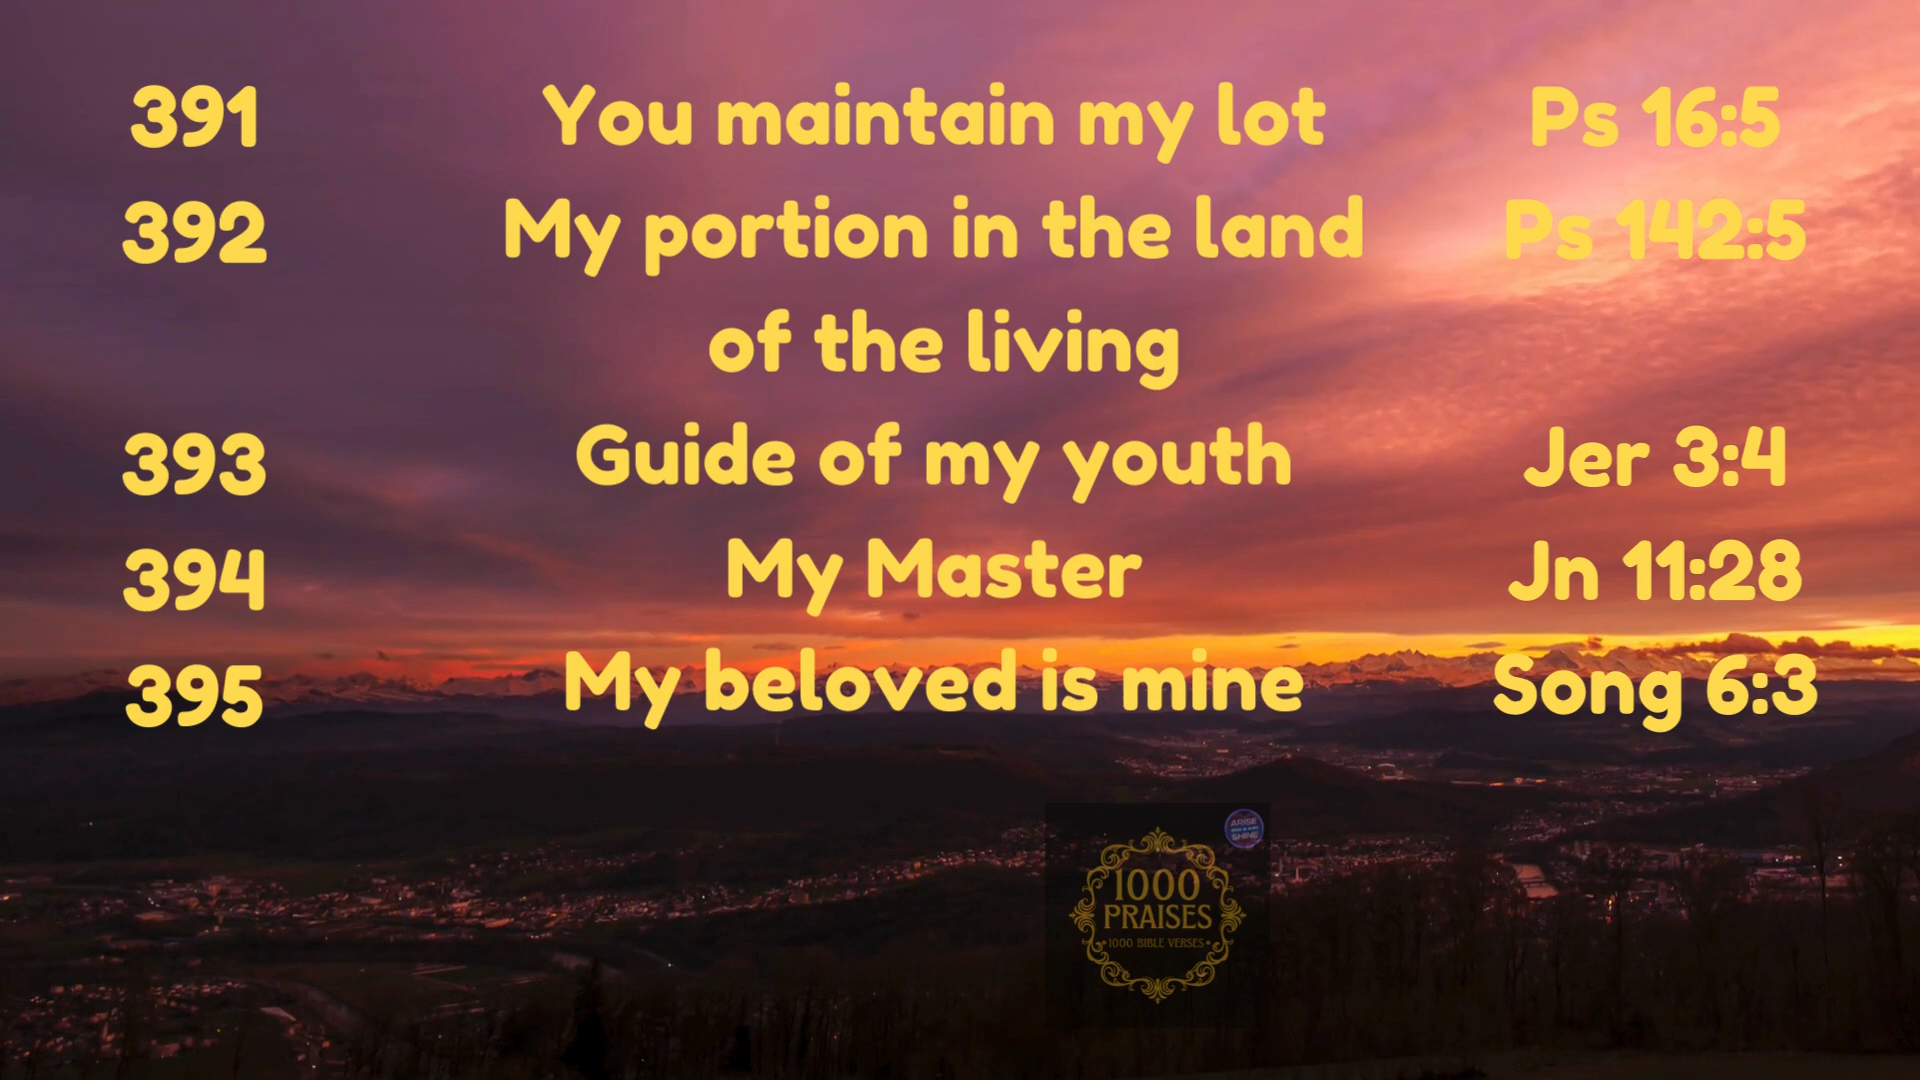 391 You maintain my lot Ps 16:5
392 My portion in the land Ps 142:5
of the living
393 Guide of my youth Jer 3:4
394 My Master Jn 11:28
395 My beloved is mine Song 6:3
ARISE
SHINE
1000
PRAISES
•1000 BIBLE VERSES•